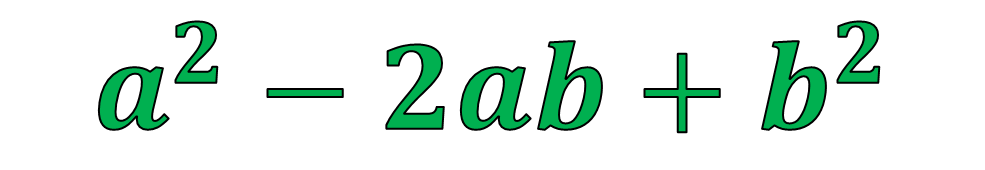 a² − 2ab + b²